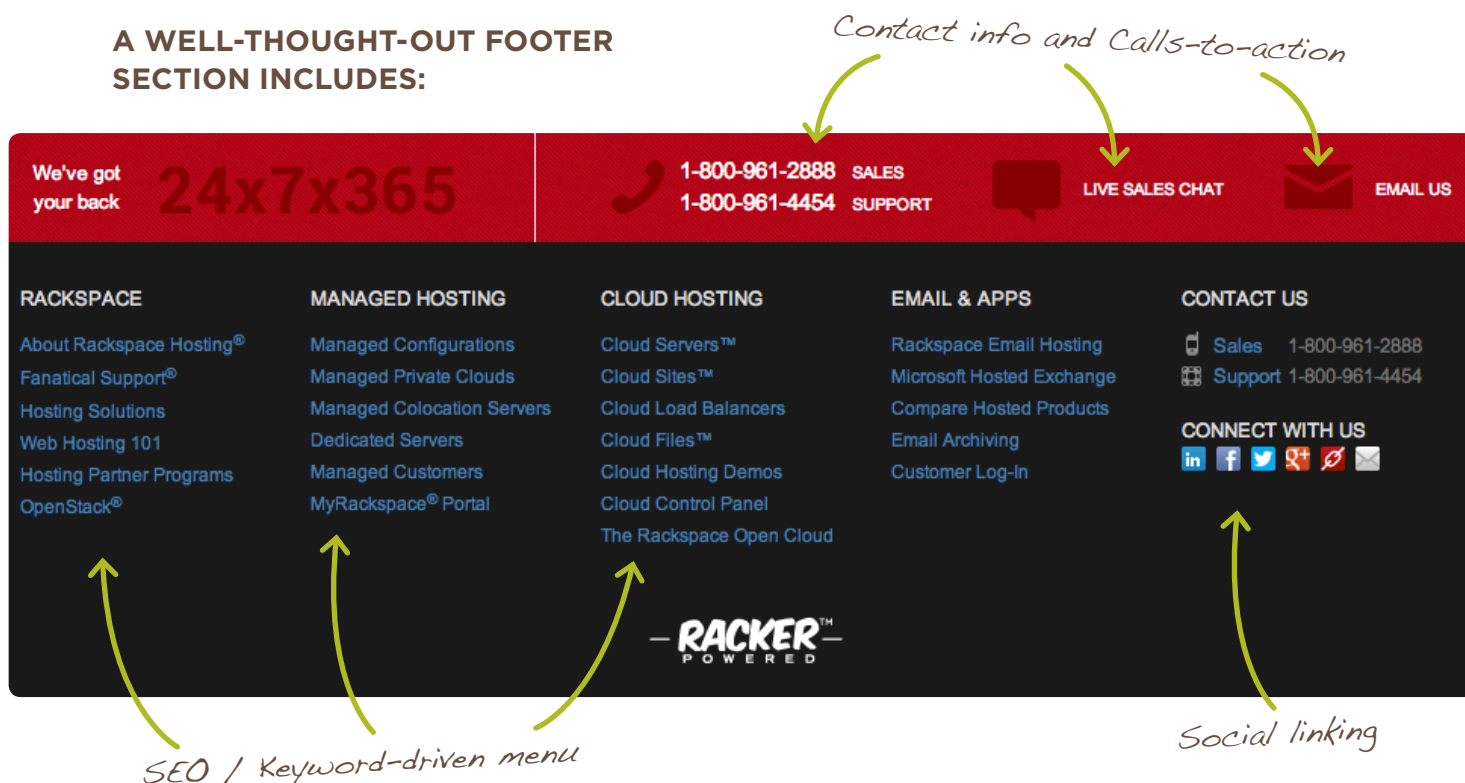 A WELL-THOUGHT-OUT FOOTER
SECTION INCLUDES:
Contact info and Calls-to-action
We've got
your back
24x7x365
1-800-961-2888 SALES
1-800-961-4454 SUPPORT
LIVE SALES CHAT
EMAIL US
RACKSPACE
About Rackspace Hosting®
Fanatical Support®
Hosting Solutions
Web Hosting 101
Hosting Partner Programs
OpenStack®
MANAGED HOSTING
Managed Configurations
Managed Private Clouds
Managed Colocation Servers
Dedicated Servers
Managed Customers
MyRackspace® Portal
CLOUD HOSTING
Cloud Servers™
Cloud Sites™
Cloud Load Balancers
Cloud Files™
Cloud Hosting Demos
Cloud Control Panel
The Rackspace Open Cloud
EMAIL & APPS
Rackspace Email Hosting
Microsoft Hosted Exchange
Compare Hosted Products
Email Archiving
Customer Log-In
CONTACT US
Sales 1-800-961-2888
Support 1-800-961-4454
CONNECT WITH US
in f g+
– RACKER™ –
POWERED
SEO / Keyword-driven menu
Social linking